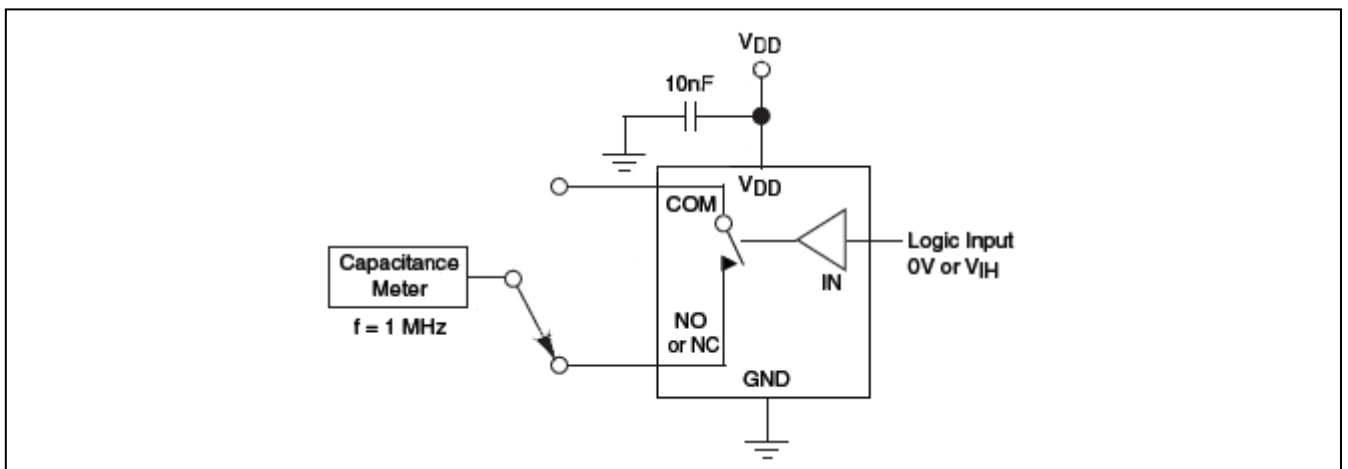 VDD
10nF
VDD
COM
Logic Input
0V or VIH
IN
Capacitance
Meter
f = 1 MHz
NO
or NC
GND